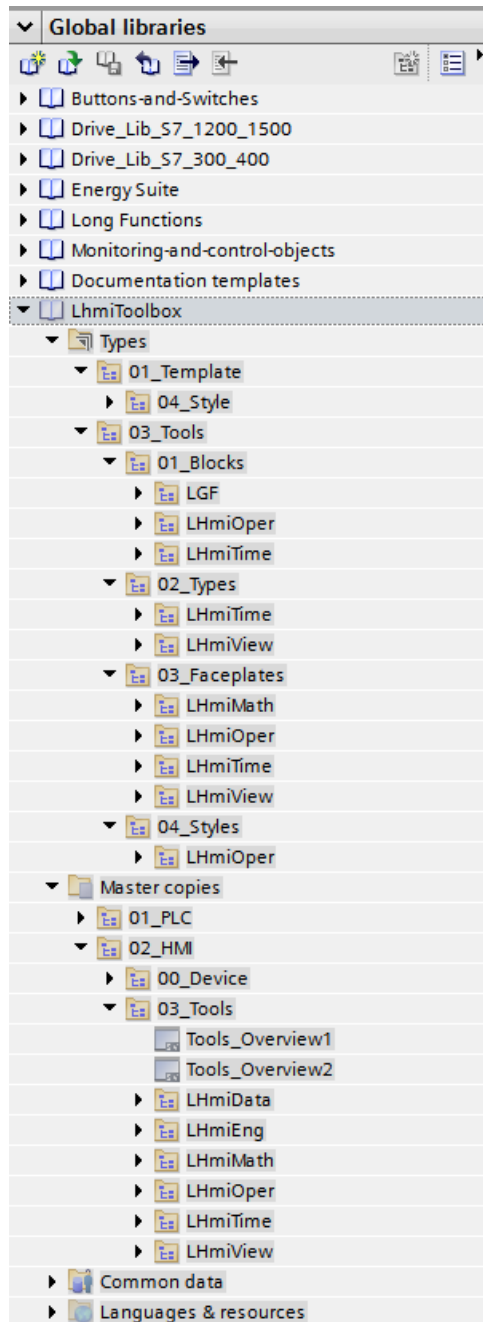 Global libraries
Buttons-and-Switches
Drive_Lib_S7_1200_1500
Drive_Lib_S7_300_400
Energy Suite
Long Functions
Monitoring-and-control-objects
Documentation templates
LhmiToolbox
Types
01_Template
04_Style
03_Tools
01_Blocks
LGF
LHmiOper
LHmiTime
02_Types
LHmiTime
LHmiView
03_Faceplates
LHmiMath
LHmiOper
LHmiTime
LHmiView
04_Styles
LHmiOper
Master copies
01_PLC
02_HMI
00_Device
03_Tools
Tools_Overview1
Tools_Overview2
LHmiData
LHmiEng
LHmiMath
LHmiOper
LHmiTime
LHmiView
Common data
Languages & resources